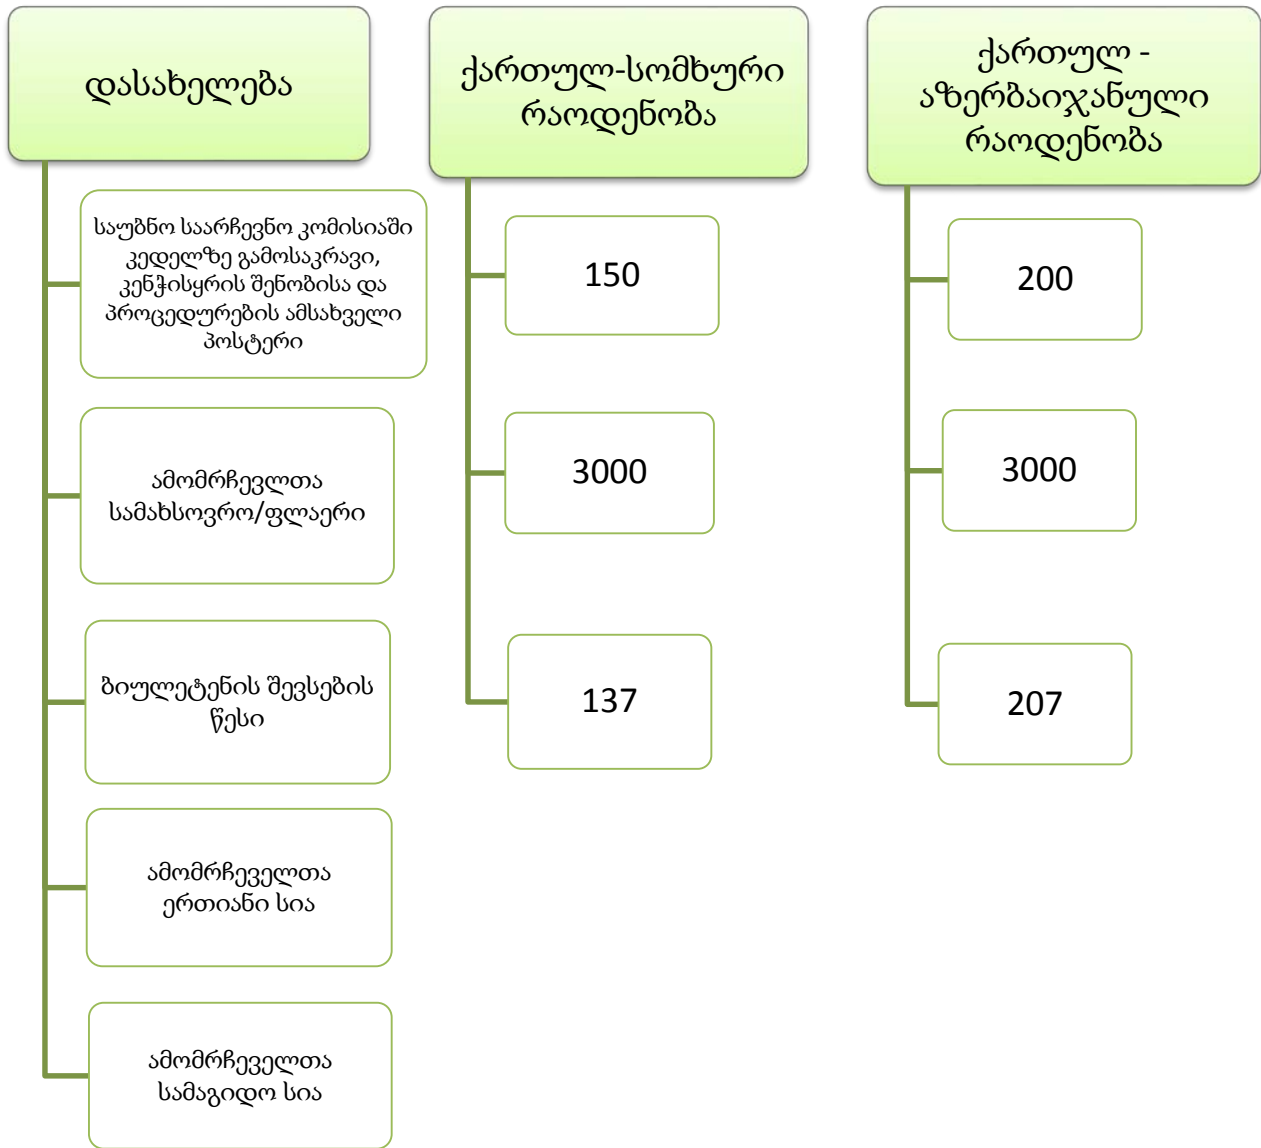 დასახელება
საუბნო საარჩევნო კომისიაში
კედელზე გამოსაკრავი,
კენჭისყრის შენობისა და
პროცედურების ამსახველი
პოსტერი
ამომრჩევლთა
სამახსოვრო/ფლაერი
ბიულეტენის შევსების
წესი
ამომრჩეველთა
ერთიანი სია
ამომრჩეველთა
სამაგიდო სია
ქართულ-სომხური
რაოდენობა
150
3000
137
ქართულ -
აზერბაიჯანული
რაოდენობა
200
3000
207